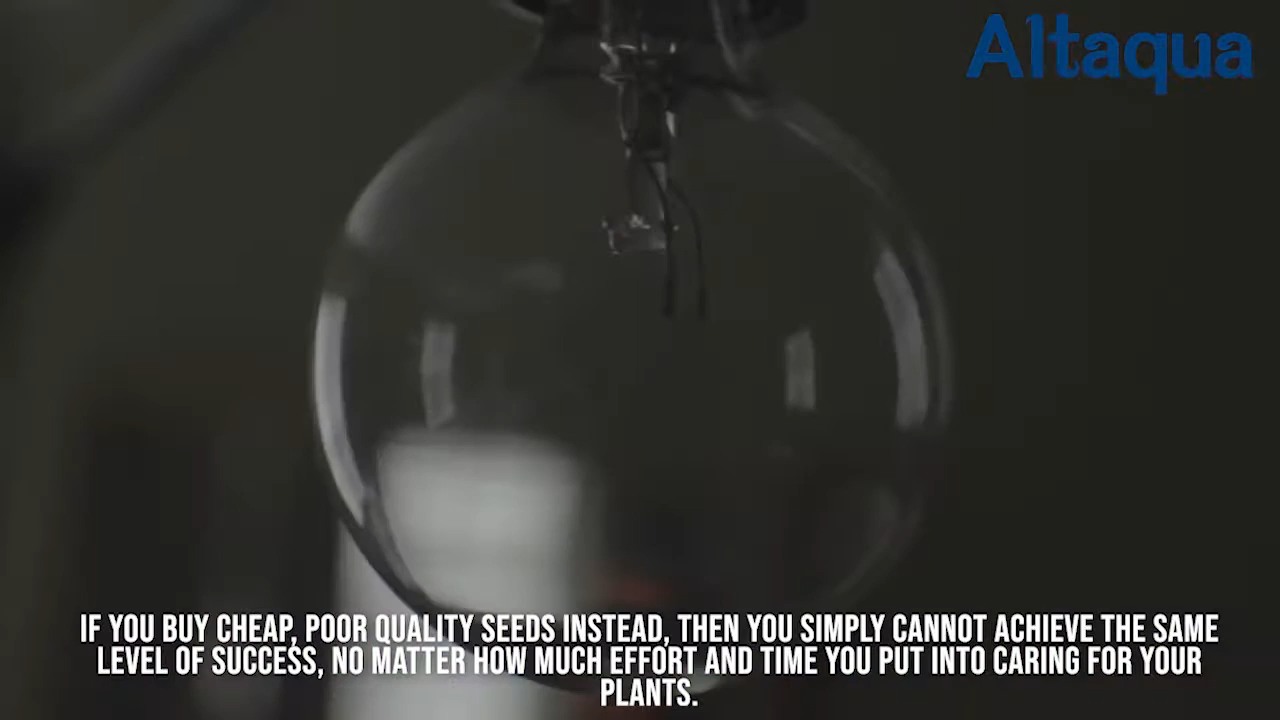 Altaqua
IF YOU BUY CHEAP, POOR QUALITY SEEDS INSTEAD, THEN YOU SIMPLY CANNOT ACHIEVE THE SAME
LEVEL OF SUCCESS, NO MATTER HOW MUCH EFFORT AND TIME YOU PUT INTO CARING FOR YOUR
PLANTS.